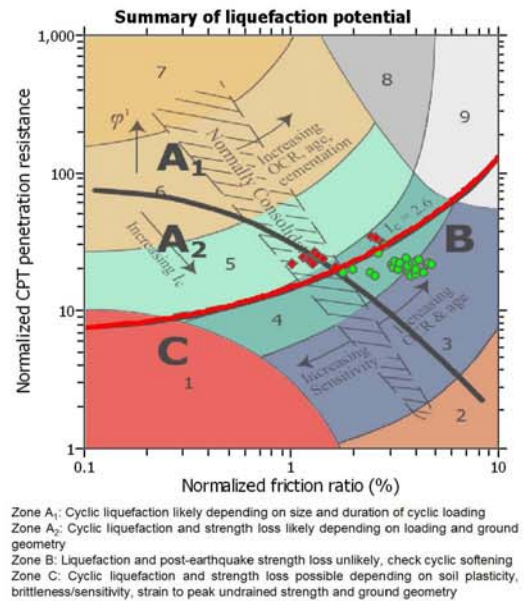 Summary of liquefaction potential
1,000
100
10
1
Normalized CPT penetration resistance
7
8
9
φ'
A1
Normally Consolidated
Increasing
OCR, age,
cementation
6
A2
Increasing Ic
5
Ic = 2.6
B
4
C
1
Increasing
OCR & age
Increasing
Sensitivity
3
2
0.1
1
10
Normalized friction ratio (%)
Zone A1: Cyclic liquefaction likely depending on size and duration of cyclic loading
Zone A2: Cyclic liquefaction and strength loss likely depending on loading and ground
geometry
Zone B: Liquefaction and post-earthquake strength loss unlikely, check cyclic softening
Zone C: Cyclic liquefaction and strength loss possible depending on soil plasticity,
brittleness/sensitivity, strain to peak undrained strength and ground geometry